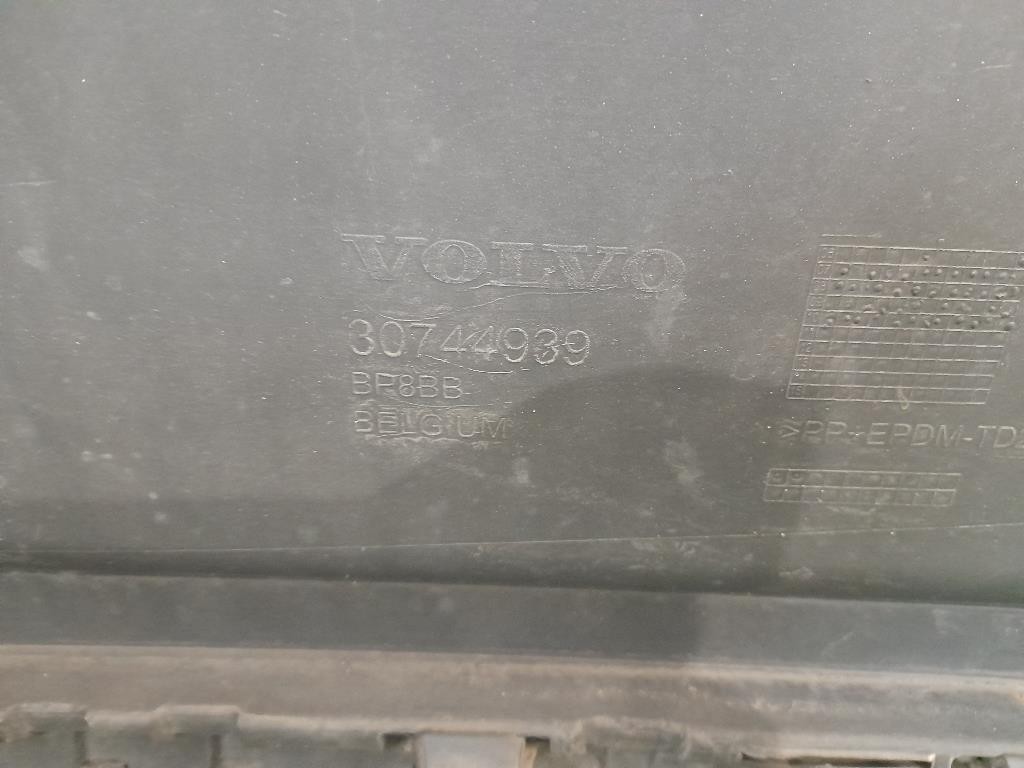 VOLVO
30744939
BP8BB
BELGIUM
>PP+EPDM-TD